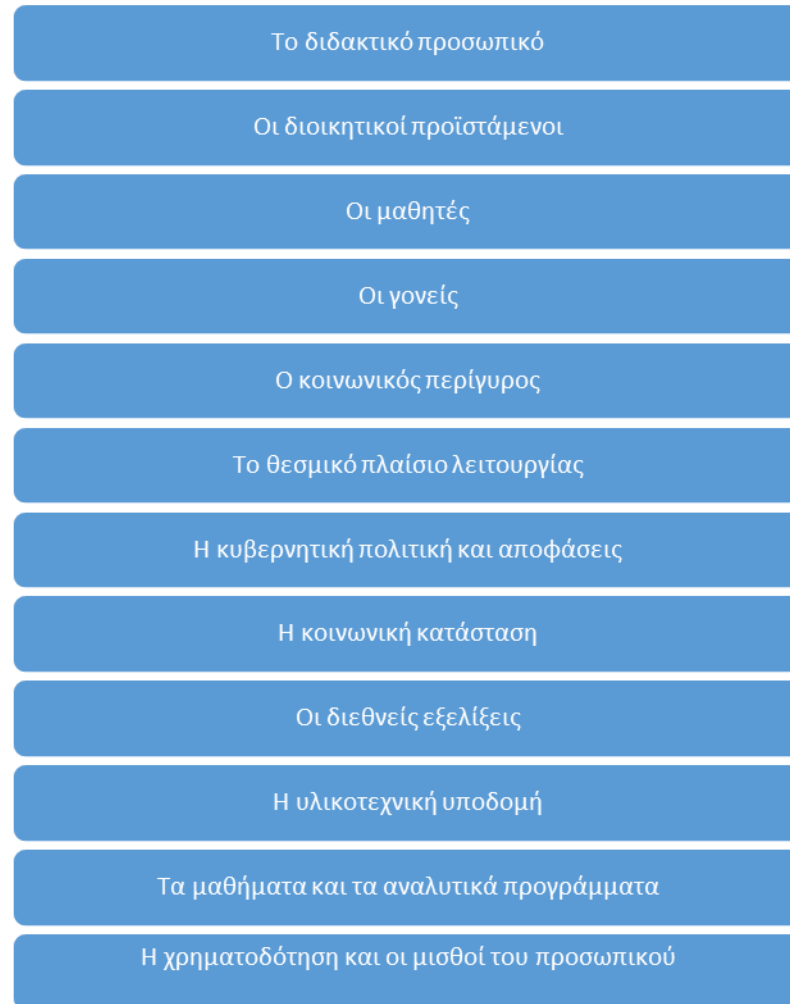 Το διδακτικό προσωπικό
Οι διοικητικοί προϊστάμενοι
Οι μαθητές
Οι γονείς
Ο κοινωνικός περίγυρος
Το θεσμικό πλαίσιο λειτουργίας
Η κυβερνητική πολιτική και αποφάσεις
Η κοινωνική κατάσταση
Οι διεθνείς εξελίξεις
Η υλικοτεχνική υποδομή
Τα μαθήματα και τα αναλυτικά προγράμματα
Η χρηματοδότηση και οι μισθοί του προσωπικού